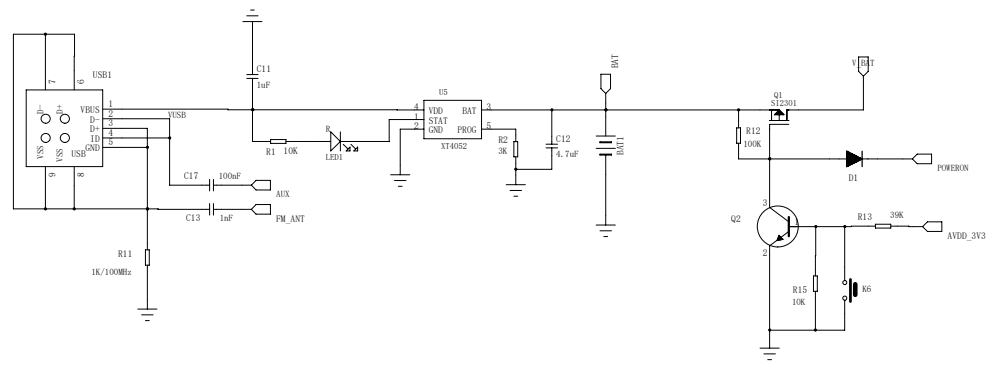 BAT
7
6
USB1
C11
1uF
V_BAT
Q1
SI2301
U5
D-
D+
VBUS
1
D-
2
D+
3
ID
4
GND
5
VSS
VSS
USB
VUSB
R
LED1
R1
10K
4
VDD
1
STAT
2
GND
BAT
3
PROG
5
XT4052
R2
3K
C12
4.7uF
BAT1
R12
100K
D1
POWERON
9
8
C17
100nF
AUX
C13
1nF
FM_ANT
R11
1K/100MHz
Q2
3
1
2
R13
39K
AVDD_3V3
R15
10K
K6